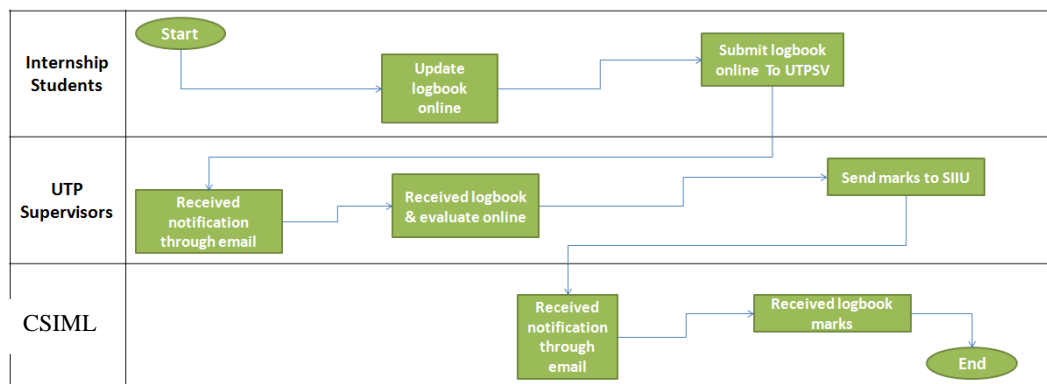 Internship
Students
Start
Update
logbook
online
Submit logbook
online To UTPSV
UTP
Supervisors
Received
notification
through email
Received logbook
& evaluate online
Send marks to SIIU
CSIML
Received
notification
through
email
Received logbook
marks
End